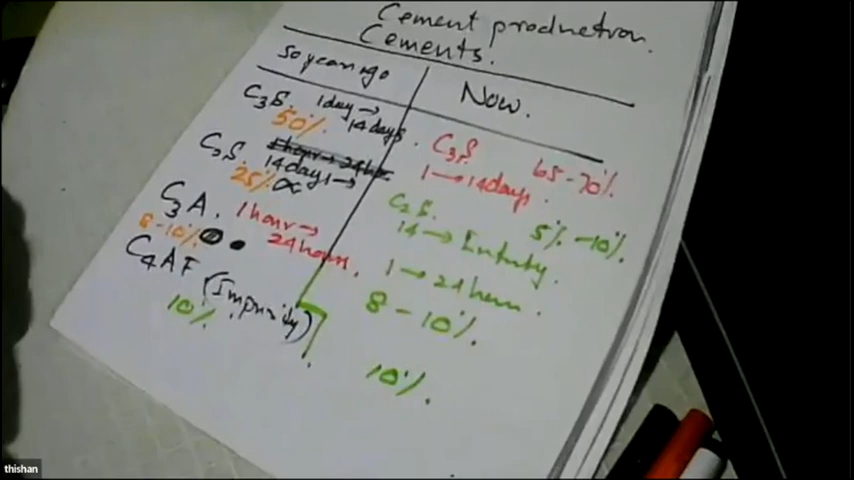 Cement production.
Cements.
50 years ago
Now.
C3S. 1 day → 14 days.
50%.
C2S.
14 days → ∝
25%
C3A. 1 hour → 24 hours.
8-10%
C4AF (Impurity)
10%.
C3S 65-70%.
1 → 14 days.
C2S. 5% - 10%.
14 →
1 → 24 hours.
8 - 10%.
10%.
thishan